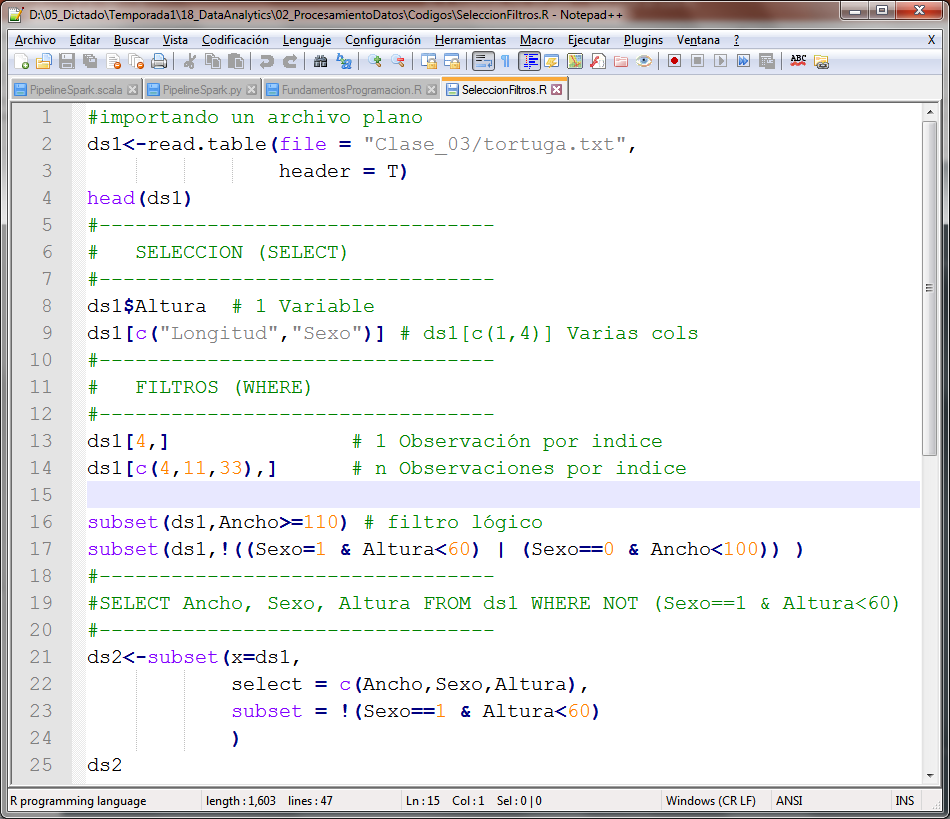 D:\05_Dictado\Temporada1\18_DataAnalytics\02_ProcesamientoDatos\Codigos\SeleccionFiltros.R - Notepad++
Archivo Editar Buscar Vista Codificación Lenguaje Configuración Herramientas Macro Ejecutar Plugins Ventana ? X
ABC
PipelineSpark.scala PipelineSpark.py FundamentosProgramacion.R SeleccionFiltros.R
1 #importando un archivo plano
2 ds1<-read.table(file = "Clase_03/tortuga.txt",
3 header = T)
4 head(ds1)
5 #---------------------------------
6 # SELECCION (SELECT)
7 #---------------------------------
8 ds1$Altura # 1 Variable
9 ds1[c("Longitud","Sexo")] # ds1[c(1,4)] Varias cols
10 #---------------------------------
11 # FILTROS (WHERE)
12 #---------------------------------
13 ds1[4,] # 1 Observación por indice
14 ds1[c(4,11,33),] # n Observaciones por indice
15
16 subset(ds1,Ancho>=110) # filtro lógico
17 subset(ds1,!((Sexo=1 & Altura<60) | (Sexo==0 & Ancho<100)) )
18 #---------------------------------
19 #SELECT Ancho, Sexo, Altura FROM ds1 WHERE NOT (Sexo==1 & Altura<60)
20 #---------------------------------
21 ds2<-subset(x=ds1,
22 select = c(Ancho,Sexo,Altura),
23 subset = !(Sexo==1 & Altura<60)
24 )
25 ds2
R programming language length : 1,603 lines : 47 Ln : 15 Col : 1 Sel : 0 | 0 Windows (CR LF) ANSI INS